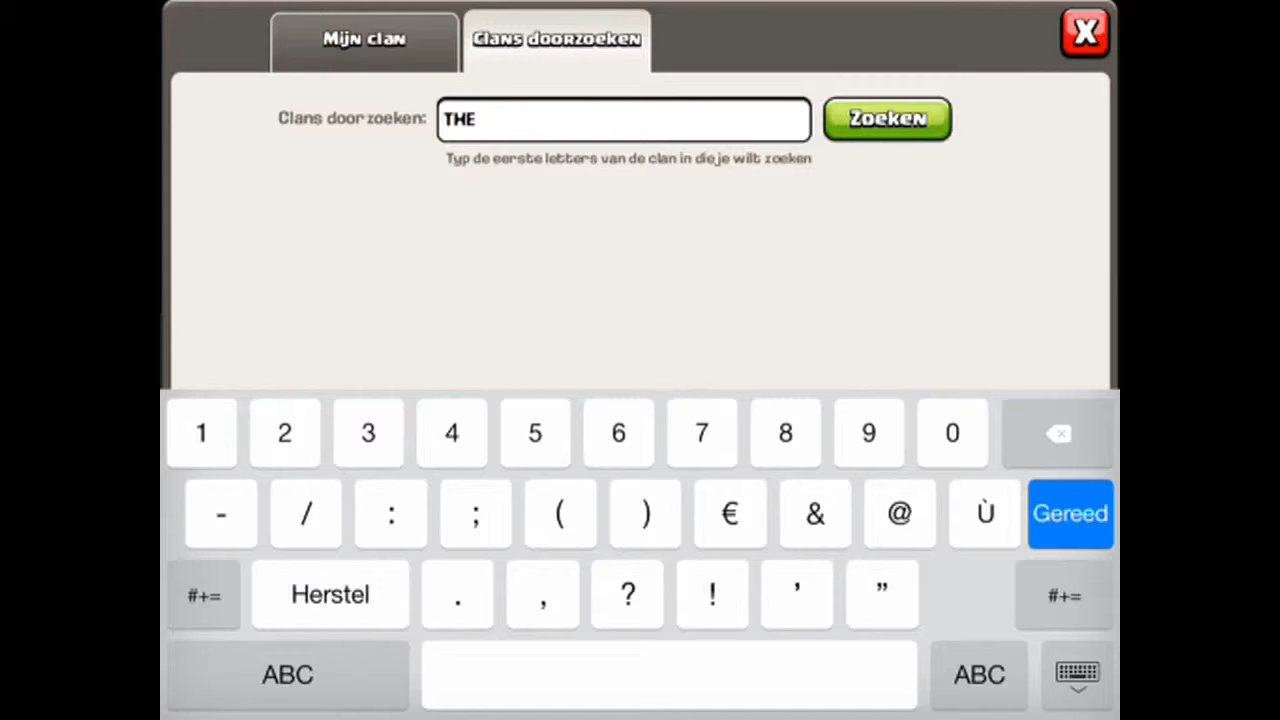 Mijn clan
Clans doorzoeken
X
Clans doorzoeken: THE Zoeken
Typ de eerste letters van de clan in die je wilt zoeken
1 2 3 4 5 6 7 8 9 0
- / : ; ( ) € & @ Ù Gereed
#+= Herstel . , ? ! ’ ” #+=
ABC ABC